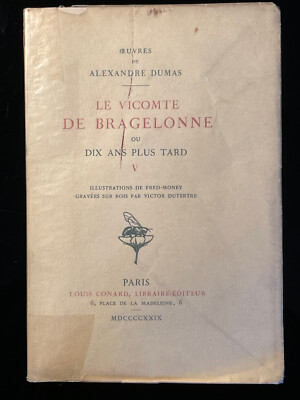 ŒUVRES
DE
ALEXANDRE DUMAS
LE VICOMTE
DE BRAGELONNE
OU
DIX ANS PLUS TARD
V
ILLUSTRATIONS DE FRED-MONEY
GRAVÉES SUR BOIS PAR VICTOR DUTERTRE
PARIS
LOUIS CONARD, LIBRAIRE-ÉDITEUR
6, PLACE DE LA MADELEINE, 6
MDCCCCXXIX